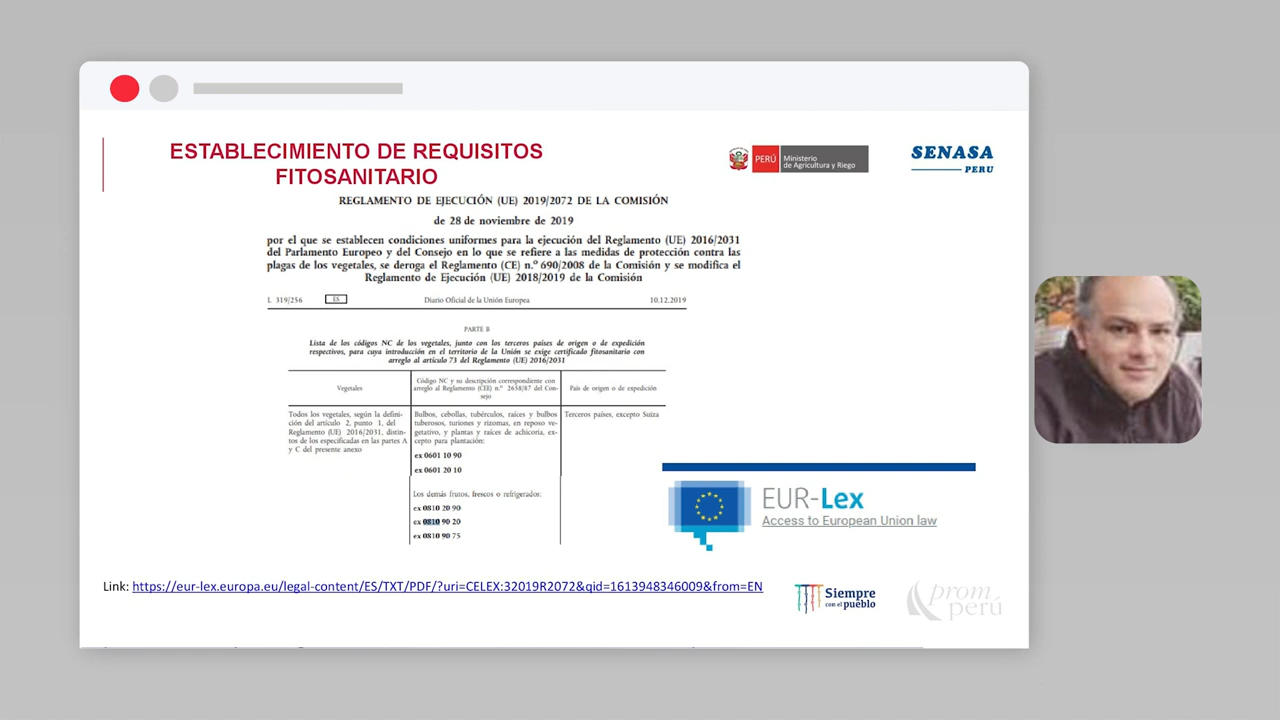 ESTABLECIMIENTO DE REQUISITOS
FITOSANITARIO
PERÚ
Ministerio
de Agricultura y Riego
SENASA
PERU
REGLAMENTO DE EJECUCIÓN (UE) 2019/2072 DE LA COMISIÓN
de 28 de noviembre de 2019
por el que se establecen condiciones uniformes para la ejecución del Reglamento (UE) 2016/2031
del Parlamento Europeo y del Consejo en lo que se refiere a las medidas de protección contra las
plagas de los vegetales, se deroga el Reglamento (CE) n.º 690/2008 de la Comisión y se modifica el
Reglamento de Ejecución (UE) 2018/2019 de la Comisión
L 319/256 ES Diario Oficial de la Unión Europea 10.12.2019
PARTE B
Lista de los códigos NC de los vegetales, junto con los terceros países de origen o de expedición
respectivos, para cuya introducción en el territorio de la Unión se exige certificado fitosanitario con
arreglo al artículo 73 del Reglamento (UE) 2016/2031
Vegetales
Código NC y su descripción correspondiente con
arreglo al Reglamento (CEE) n.º 2658/87 del Con-
sejo
País de origen o de expedición
Todos los vegetales, según la defini-
ción del artículo 2, punto 1, del
Reglamento (UE) 2016/2031, distin-
tos de los especificados en las partes A
y C del presente anexo
Bulbos, cebollas, tubérculos, raíces y bulbos
tuberosos, turiones y rizomas, en reposo ve-
getativo, y plantas y raíces de achicoria, ex-
cepto para plantación:
ex 0601 10 90
ex 0601 20 10
Terceros países, excepto Suiza
Los demás frutos, frescos o refrigerados:
ex 0810 20 90
ex 0810 90 20
ex 0810 90 75
EUR-Lex
Access to European Union law
Link: https://eur-lex.europa.eu/legal-content/ES/TXT/PDF/?uri=CELEX:32019R2072&qid=1613948346009&from=EN
Siempre
con el pueblo
prom
perú